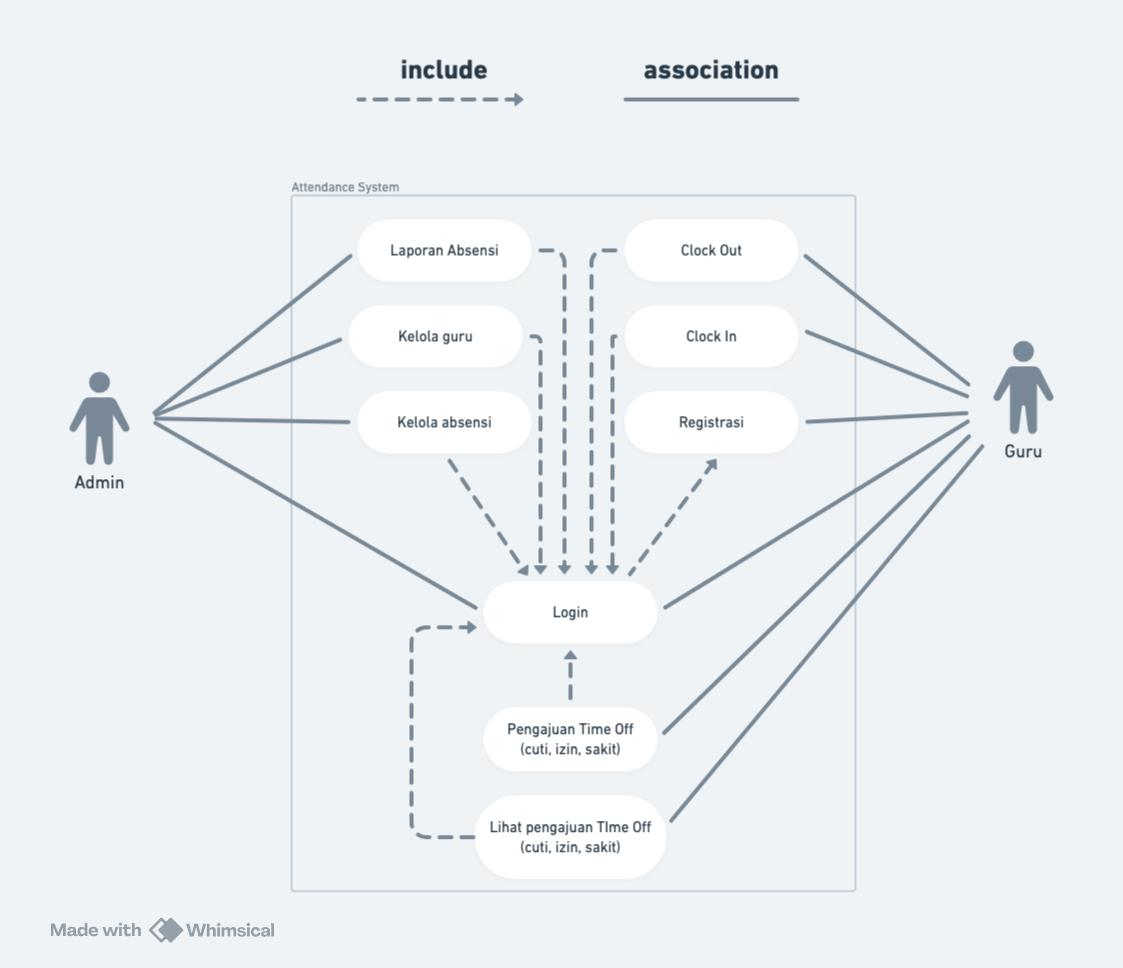 include
association
Attendance System
Laporan Absensi
Clock Out
Kelola guru
Clock In
Kelola absensi
Registrasi
Admin
Guru
Login
Pengajuan Time Off
(cuti, izin, sakit)
Lihat pengajuan TIme Off
(cuti, izin, sakit)
Made with Whimsical